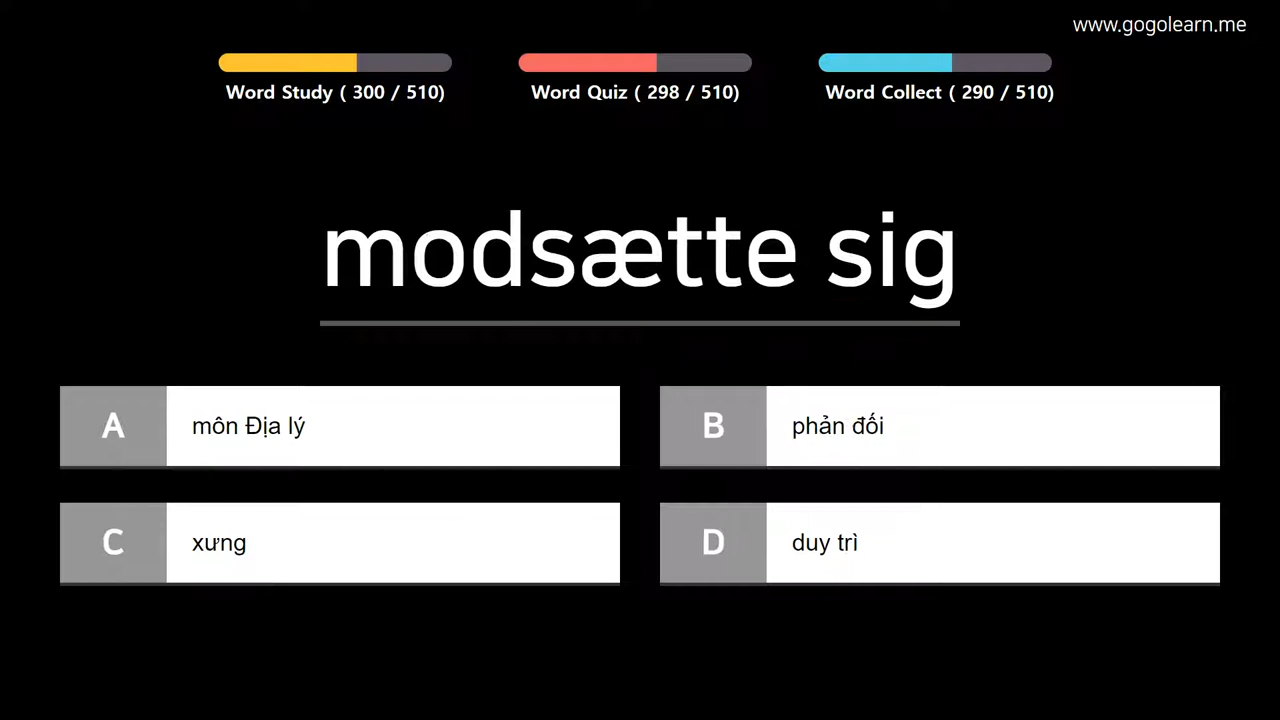 www.gogolearn.me
Word Study ( 300 / 510)
Word Quiz ( 298 / 510)
Word Collect ( 290 / 510)
modsætte sig
A
môn Địa lý
B
phản đối
C
xưng
D
duy trì